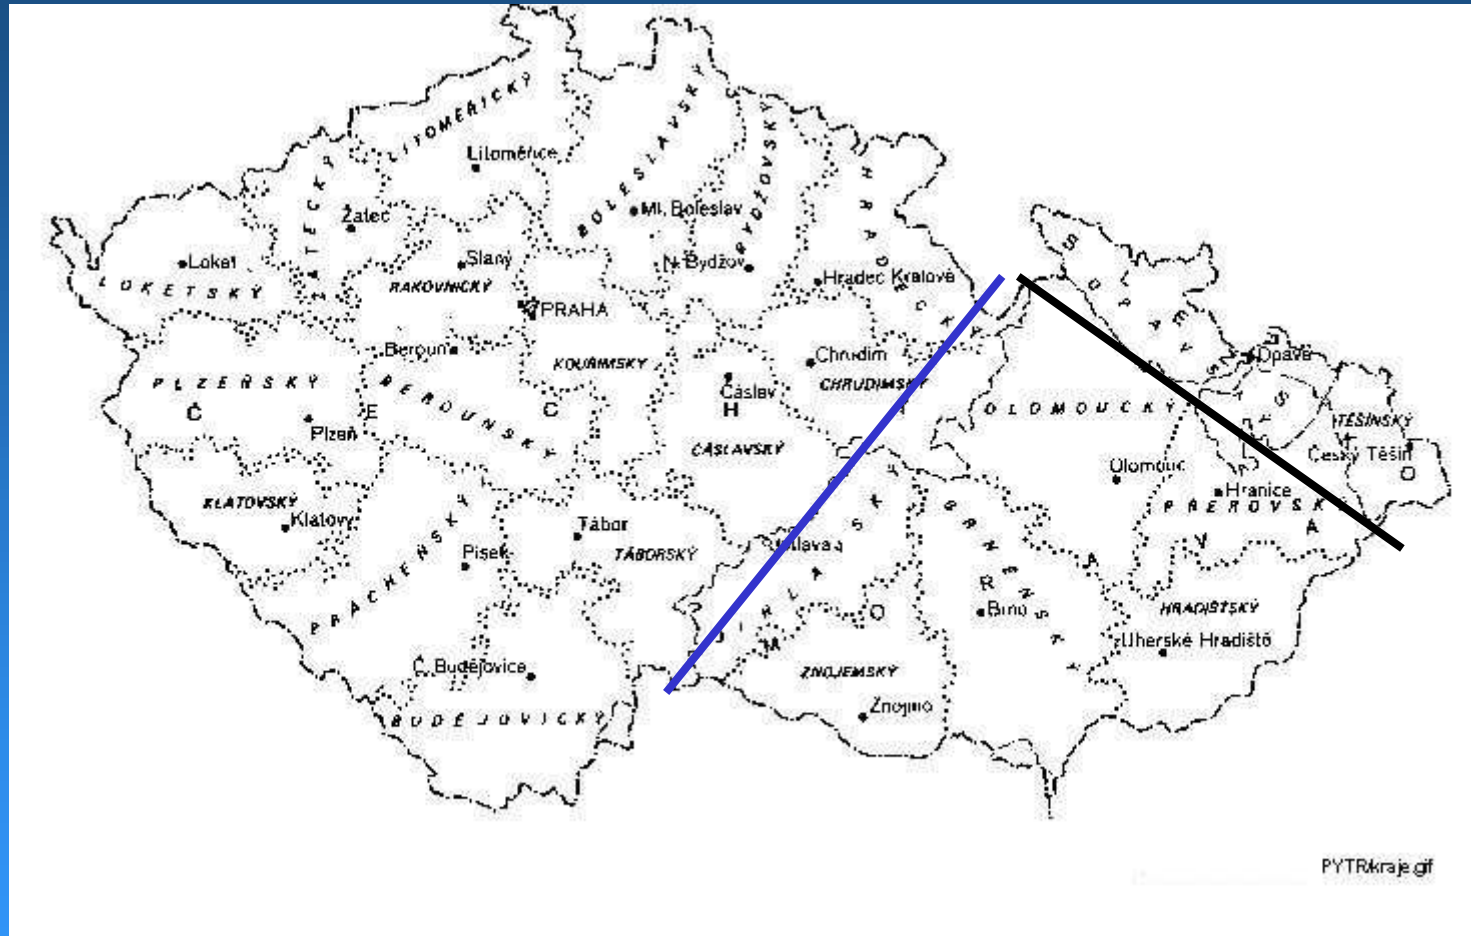 LITOMĚŘICKÝ
BOLESLAVSKÝ
BYDŽOVSKÝ
HRADECKÝ
ŽATECKÝ
Litoměřice
Žatec
Ml. Boleslav
Slaný
Loket
N. Bydžov
Hradec Králové
LOKETSKÝ
RAKOVNICKÝ
PRAHA
OPAVSKÝ
Opava
Beroun
KOUŘIMSKÝ
Chrudim
CHRUDIMSKÝ
PLZEŇSKÝ
BEROUNSKÝ
Čáslav
Č E C H
OLOMOUCKÝ
TĚŠÍNSKÝ
Plzeň
ČÁSLAVSKÝ
Český Těšín
Olomouc
Hranice
PŘEROVSKÝ
KLATOVSKÝ
Klatovy
Tábor
TÁBORSKÝ
Písek
PRÁCHEŇSKÝ
JIHLAVSKÝ
BRNĚNSKÝ
Brno
M O R A V A
HRADIŠŤSKÝ
Uherské Hradiště
Č. Budějovice
ZNOJEMSKÝ
Znojmo
BUDĚJOVICKÝ
PYTR/kraje.gif